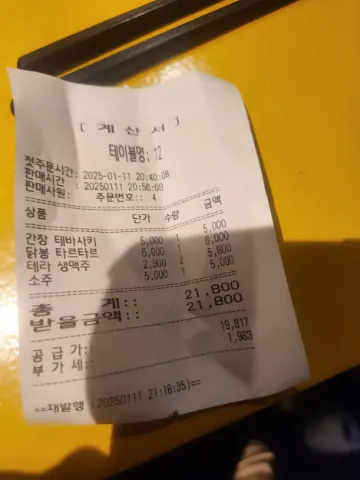 [ 계 산 서 ]
테이블명: 12
첫주문시간: 2025-01-11 20:40:08
판매시간 : 20250111 20:56:00
판매사원: 주문번호:: 4
상품 단가 수량 금액
간장 테바사키 5,000 1 5,000
닭봉 타르타르 6,000 1 6,000
테라 생맥주 2,900 2 5,800
소주 5,000 1 5,000
총 계:: 21,800
받을금액:: 21,800
공급가:: 19,817
부가세:: 1,983
==재발행 (20250111 21:18:35)==